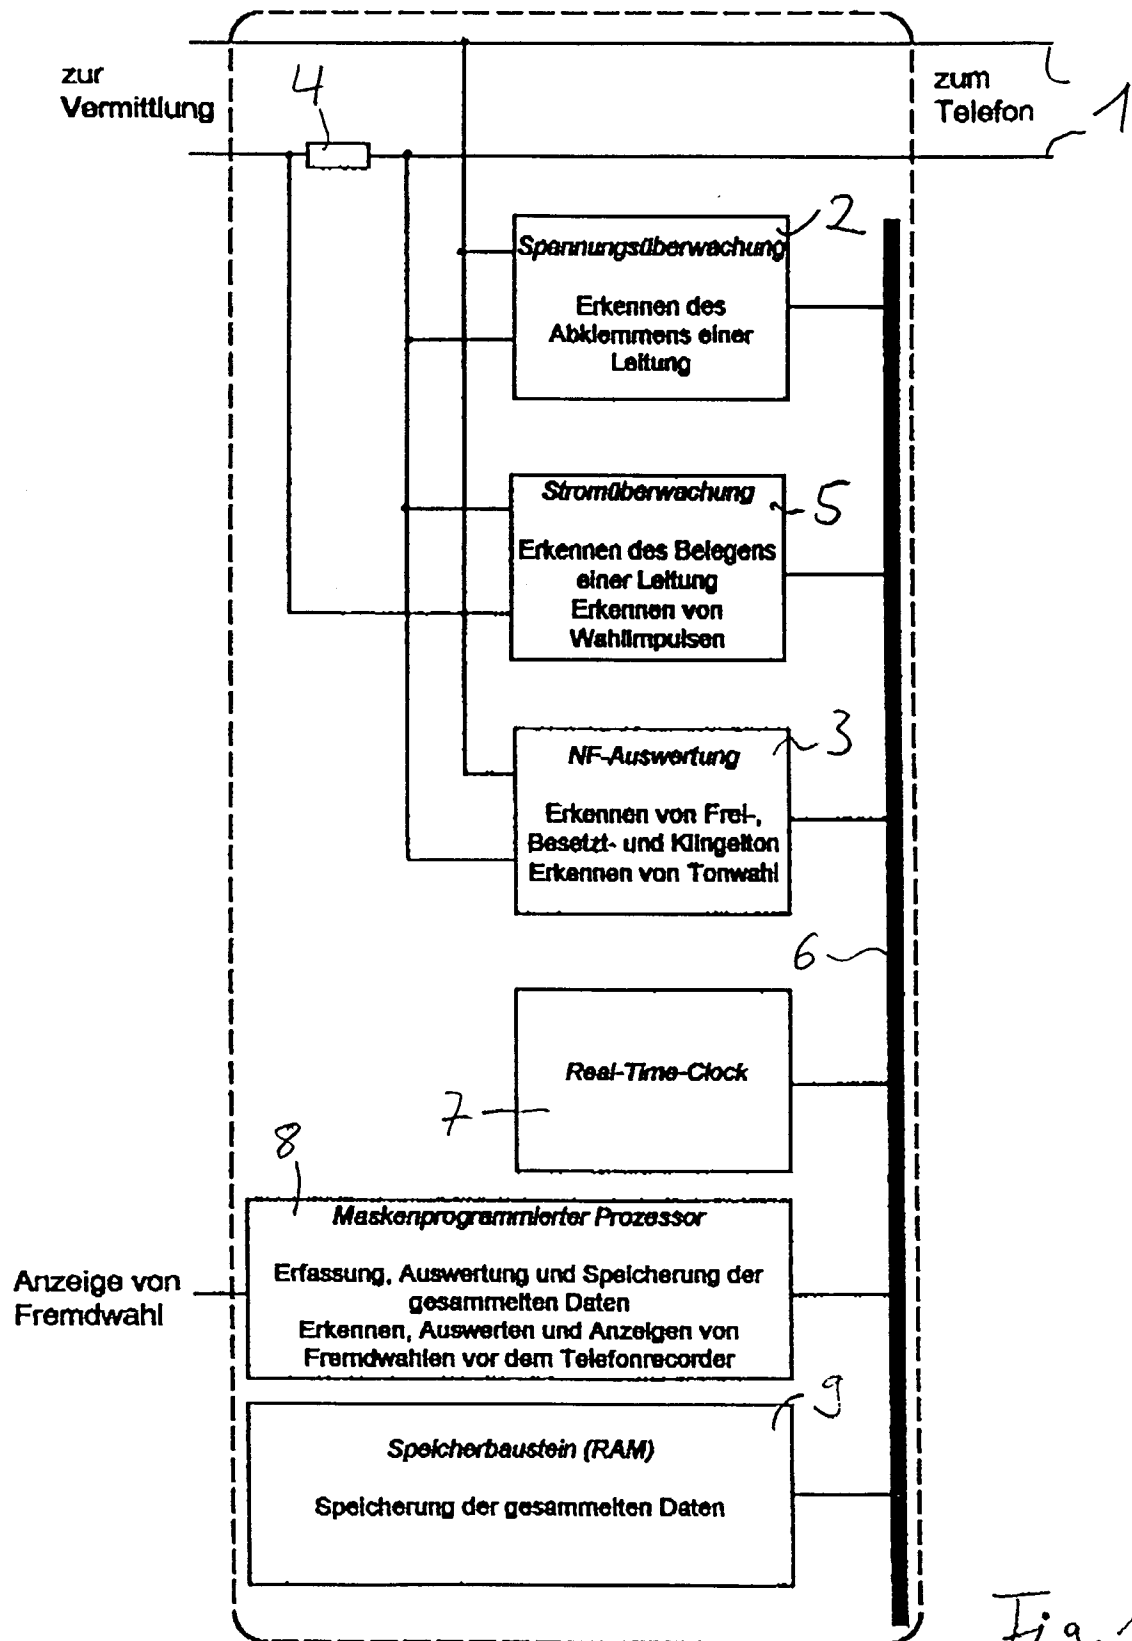 zur
Vermittlung
4
zum
Telefon
1
2
Spannungsüberwachung
Erkennen des
Abklemmens einer
Leitung
5
Stromüberwachung
Erkennen des Belegens
einer Leitung
Erkennen von
Wahlimpulsen
3
NF-Auswertung
Erkennen von Frei-,
Besetzt- und Klingelton
Erkennen von Tonwahl
6
Real-Time-Clock
7
8
Maskenprogrammierter Prozessor
Erfassung, Auswertung und Speicherung der
gesammelten Daten
Erkennen, Auswerten und Anzeigen von
Fremdwahlen vor dem Telefonrecorder
Anzeige von
Fremdwahl
9
Speicherbaustein (RAM)
Speicherung der gesammelten Daten
Fig. 1